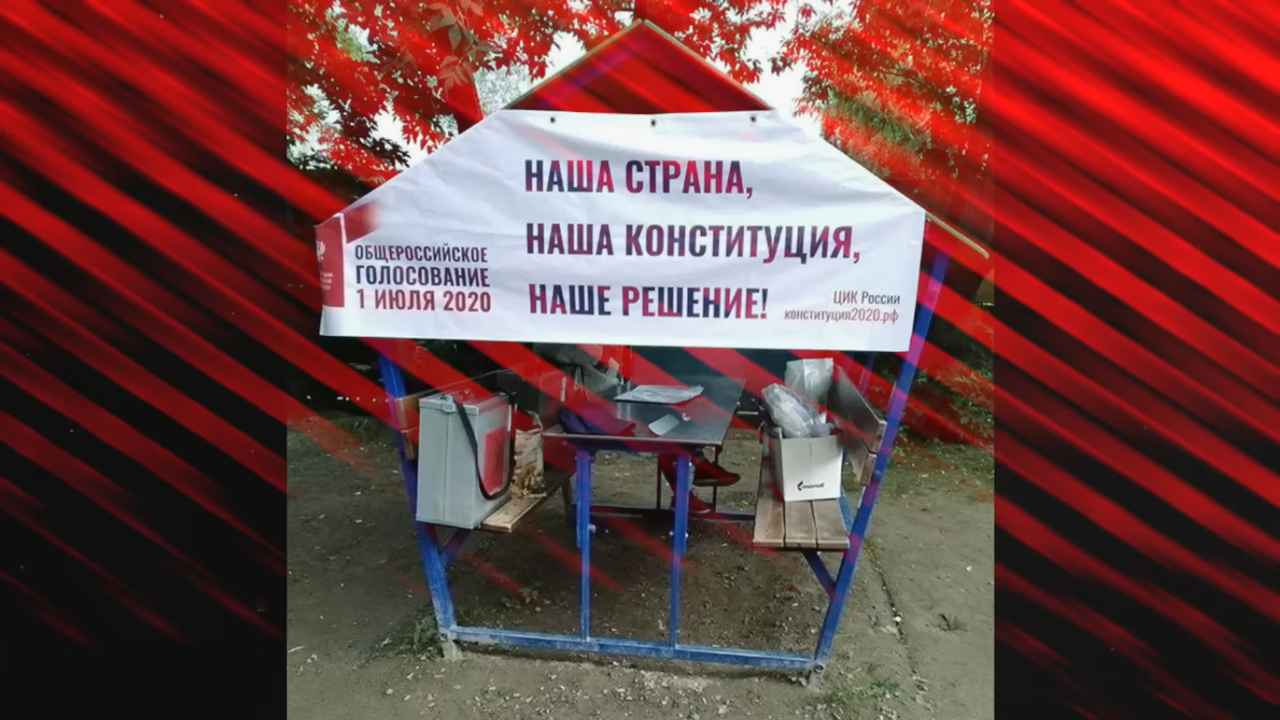 НАША СТРАНА,
НАША КОНСТИТУЦИЯ,
НАШЕ РЕШЕНИЕ!
ОБЩЕРОССИЙСКОЕ
ГОЛОСОВАНИЕ
1 ИЮЛЯ 2020
ЦИК России
конституция2020.рф